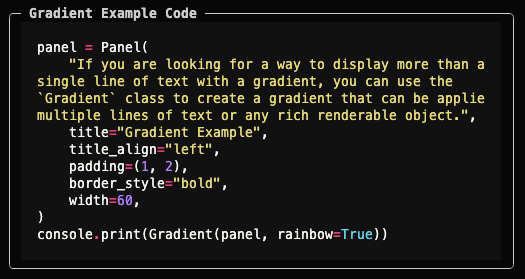 Gradient Example Code
panel = Panel(
    "If you are looking for a way to display more than a
single line of text with a gradient, you can use the
`Gradient` class to create a gradient that can be applie
multiple lines of text or any rich renderable object.",
    title="Gradient Example",
    title_align="left",
    padding=(1, 2),
    border_style="bold",
    width=60,
)
console.print(Gradient(panel, rainbow=True))